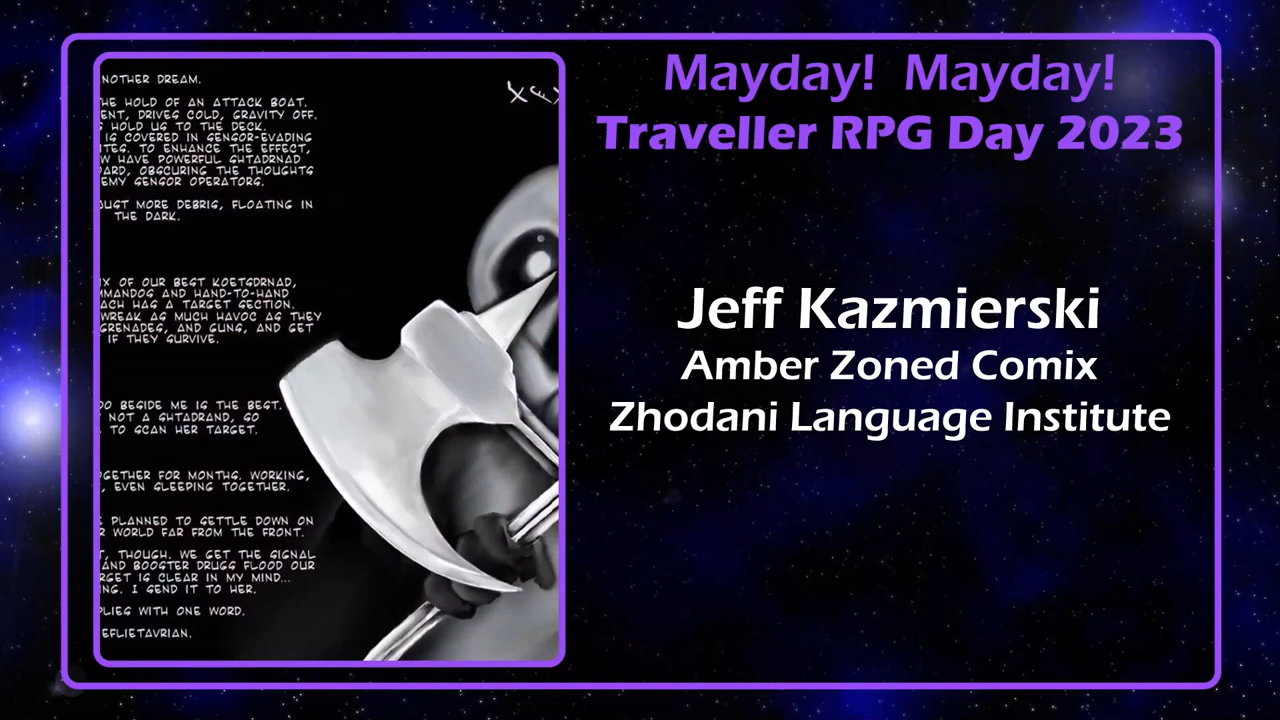 Mayday!  Mayday!
Traveller RPG Day 2023
Jeff Kazmierski
Amber Zoned Comix
Zhodani Language Institute
NOTHER DREAM.
HE HOLD OF AN ATTACK BOAT.
ENT, DRIVES COLD, GRAVITY OFF.
HOLD US TO THE DECK.
IS COVERED IN SENSOR-EVADING
ITES. TO ENHANCE THE EFFECT,
W HAVE POWERFUL SHTADRNAD
ARD, OBSCURING THE THOUGHTS
EMY SENSOR OPERATORS.
UST MORE DEBRIS, FLOATING IN
THE DARK.
IX OF OUR BEST KOETSDRNAD,
MMANDOS AND HAND-TO-HAND
ACH HAS A TARGET SECTION.
WREAK AS MUCH HAVOC AS THEY
GRENADES, AND GUNS, AND GET
IF THEY SURVIVE.
DO BESIDE ME IS THE BEST.
NOT A SHTADRAND, SO
TO SCAN HER TARGET.
OGETHER FOR MONTHS. WORKING,
, EVEN SLEEPING TOGETHER.
PLANNED TO SETTLE DOWN ON
R WORLD FAR FROM THE FRONT.
T, THOUGH. WE GET THE SIGNAL
AND BOOSTER DRUGS FLOOD OUR
RGET IS CLEAR IN MY MIND...
NG. I SEND IT TO HER.
PLIES WITH ONE WORD.
EFLIETAVRIAN.